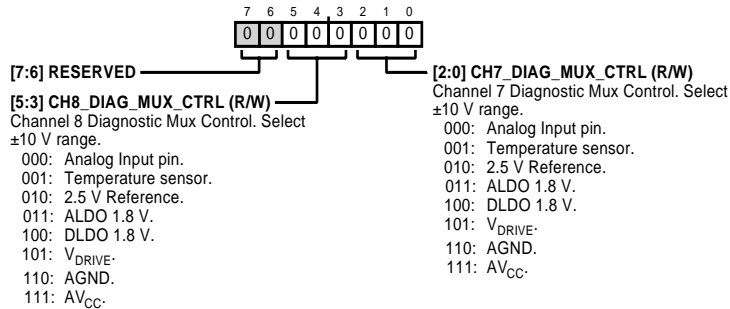 7 6 5 4 3 2 1 0
0 0 0 0 0 0 0 0
[7:6] RESERVED
[5:3] CH8_DIAG_MUX_CTRL (R/W)
Channel 8 Diagnostic Mux Control. Select
±10 V range.
000: Analog Input pin.
001: Temperature sensor.
010: 2.5 V Reference.
011: ALDO 1.8 V.
100: DLDO 1.8 V.
101: VDRIVE.
110: AGND.
111: AVCC.
[2:0] CH7_DIAG_MUX_CTRL (R/W)
Channel 7 Diagnostic Mux Control. Select
±10 V range.
000: Analog Input pin.
001: Temperature sensor.
010: 2.5 V Reference.
011: ALDO 1.8 V.
100: DLDO 1.8 V.
101: VDRIVE.
110: AGND.
111: AVCC.